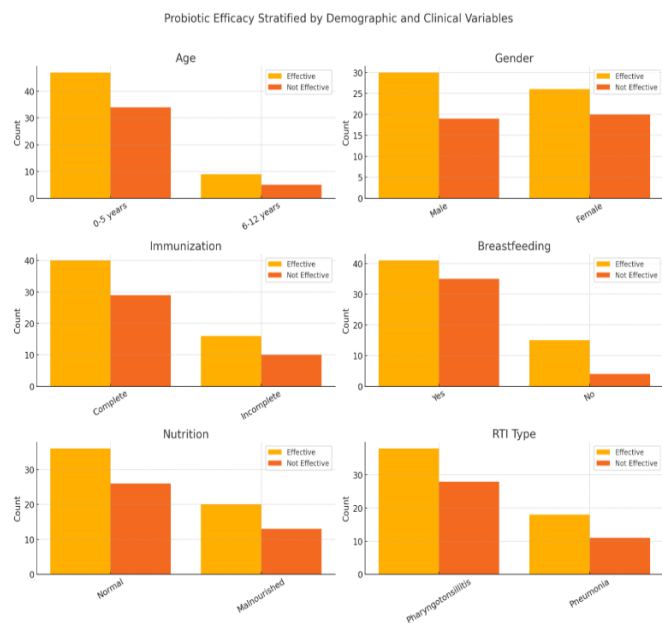 Probiotic Efficacy Stratified by Demographic and Clinical Variables
Age
Effective
Not Effective
Count
40
30
20
10
0
0-5 years
6-12 years
Gender
Effective
Not Effective
Count
30
25
20
15
10
5
0
Male
Female
Immunization
Effective
Not Effective
Count
40
30
20
10
0
Complete
Incomplete
Breastfeeding
Effective
Not Effective
Count
40
30
20
10
0
Yes
No
Nutrition
Effective
Not Effective
Count
30
20
10
0
Normal
Malnourished
RTI Type
Effective
Not Effective
Count
30
20
10
0
Pharyngotonsillitis
Pneumonia